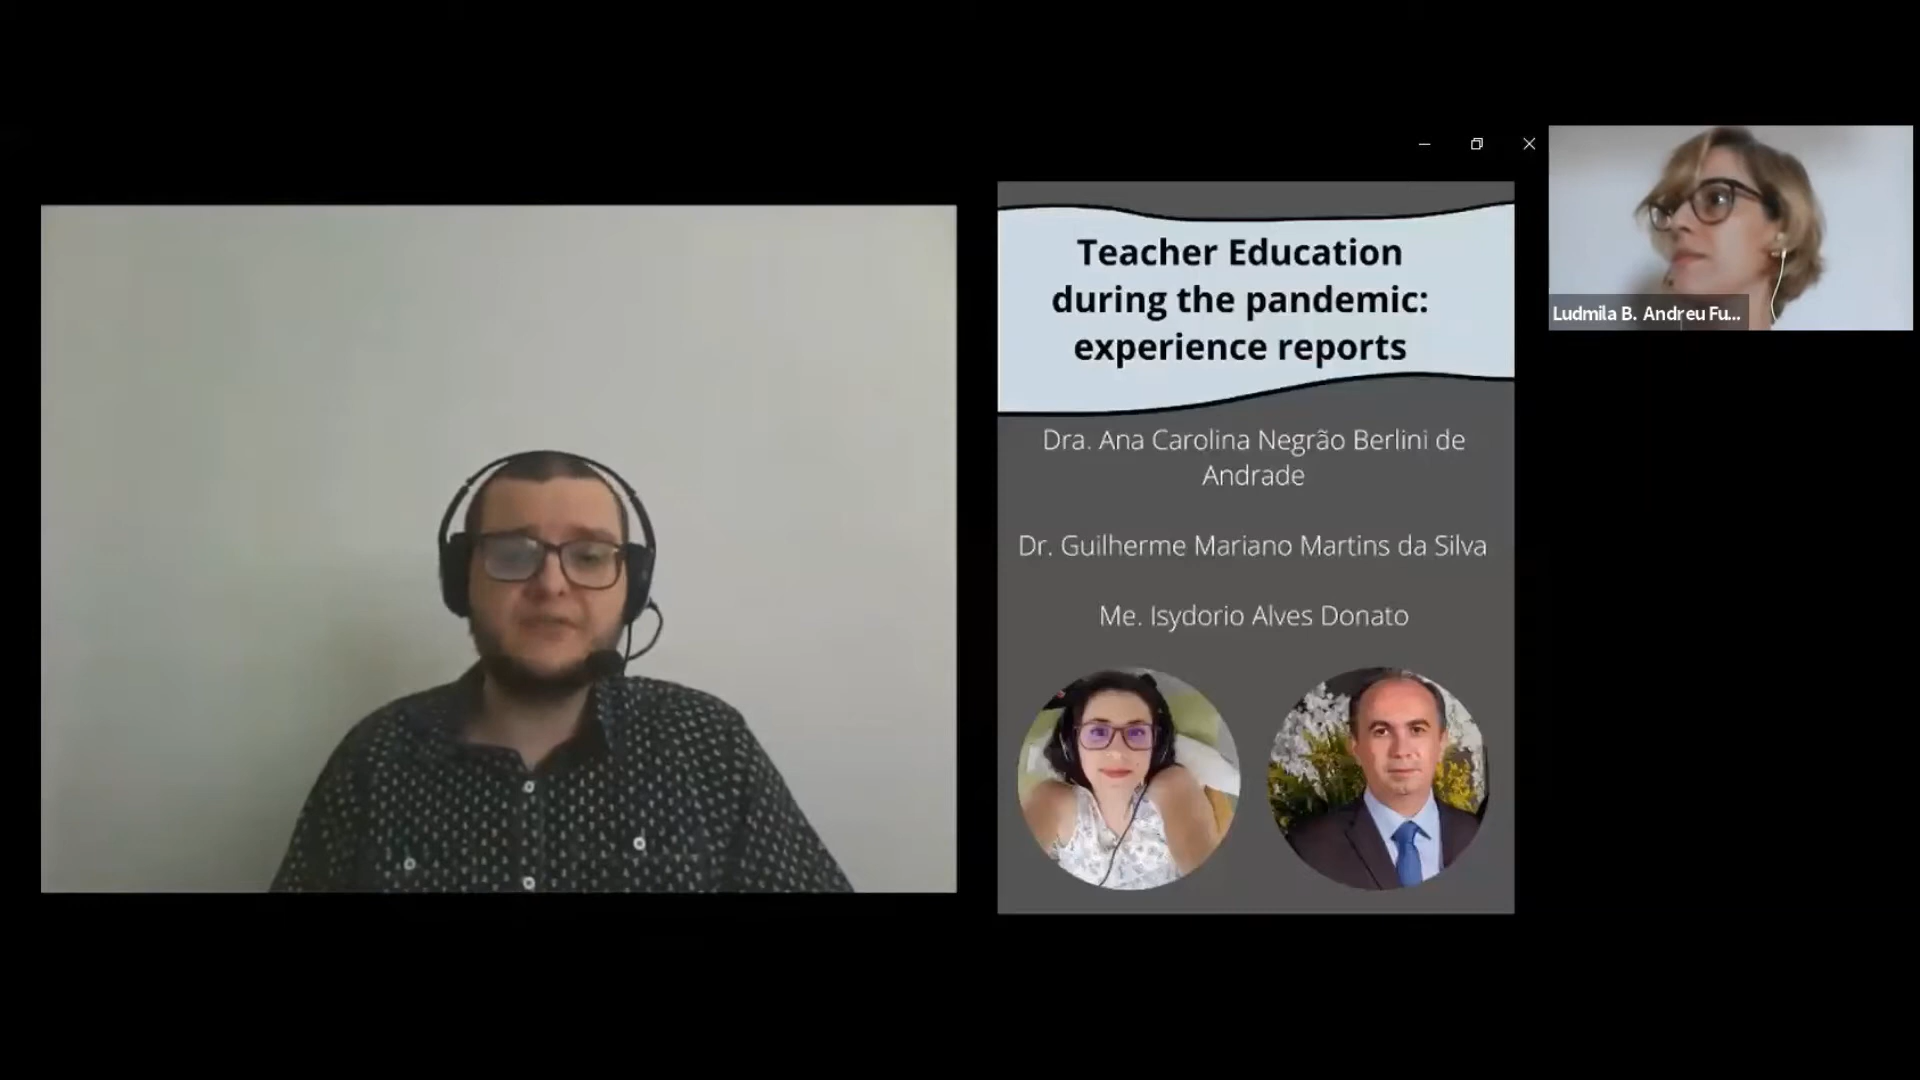 Teacher Education
during the pandemic:
experience reports
Dra. Ana Carolina Negrão Berlini de
Andrade
Dr. Guilherme Mariano Martins da Silva
Me. Isydorio Alves Donato
Ludmila B. Andreu Fu...